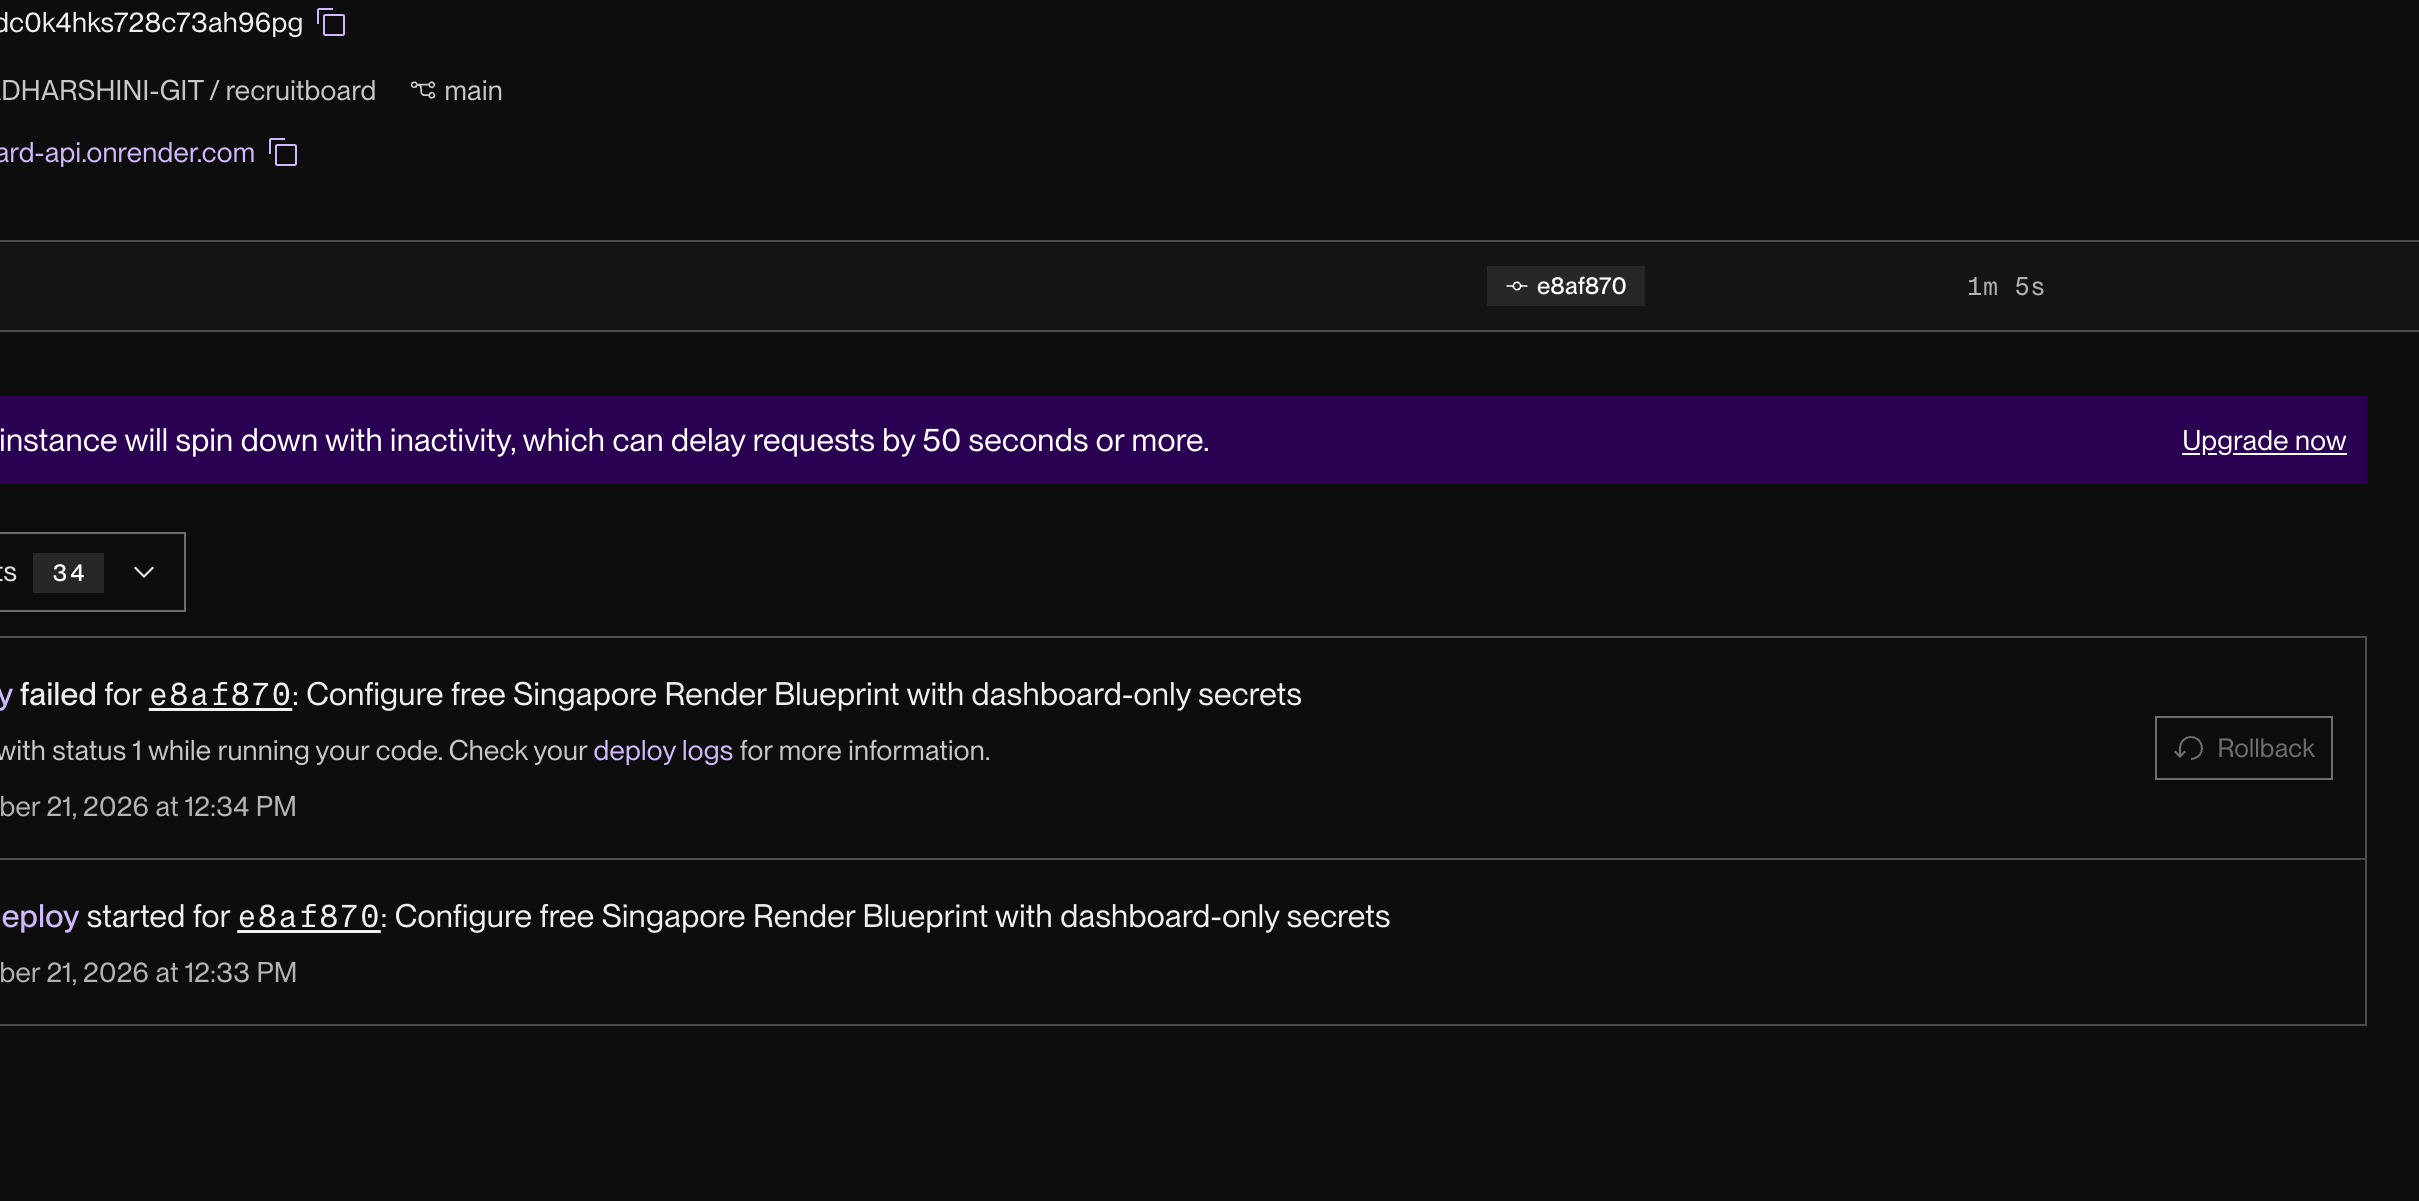 dc0k4hks728c73ah96pg
DHARSHINI-GIT / recruitboard main
ard-api.onrender.com
e8af870 1m 5s
instance will spin down with inactivity, which can delay requests by 50 seconds or more. Upgrade now
ts 34
y failed for e8af870: Configure free Singapore Render Blueprint with dashboard-only secrets
with status 1 while running your code. Check your deploy logs for more information.
Rollback
ber 21, 2026 at 12:34 PM
eploy started for e8af870: Configure free Singapore Render Blueprint with dashboard-only secrets
ber 21, 2026 at 12:33 PM